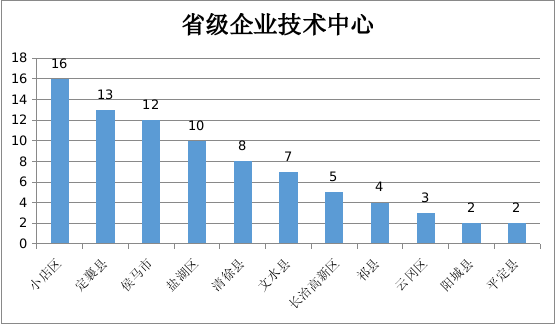 省级企业技术中心
18
16
14
12
10
8
6
4
2
0
16
13
12
10
8
7
5
4
3
2
2
小店区
定襄县
侯马市
盐湖区
清徐县
文水县
长治高新区
祁县
云冈区
阳城县
平定县